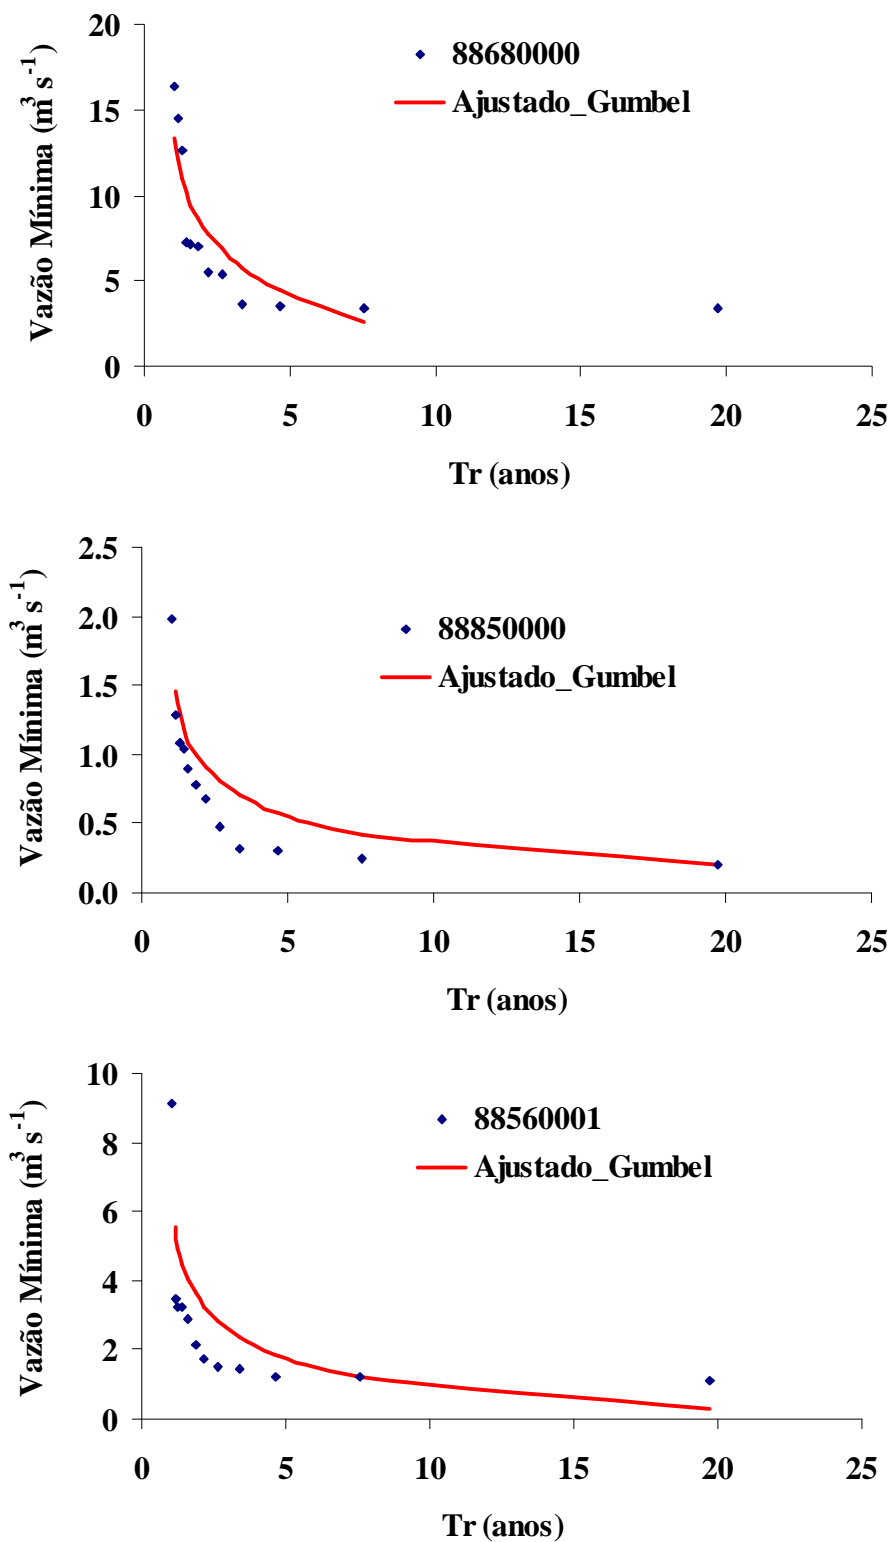 20
15
10
5
0
Vazão Mínima (m³ s⁻¹)
88680000
Ajustado_Gumbel
0 5 10 15 20 25
Tr (anos)
2.5
2.0
1.5
1.0
0.5
0.0
Vazão Mínima (m³ s⁻¹)
88850000
Ajustado_Gumbel
0 5 10 15 20 25
Tr (anos)
10
8
6
4
2
0
Vazão Mínima (m³ s⁻¹)
88560001
Ajustado_Gumbel
0 5 10 15 20 25
Tr (anos)